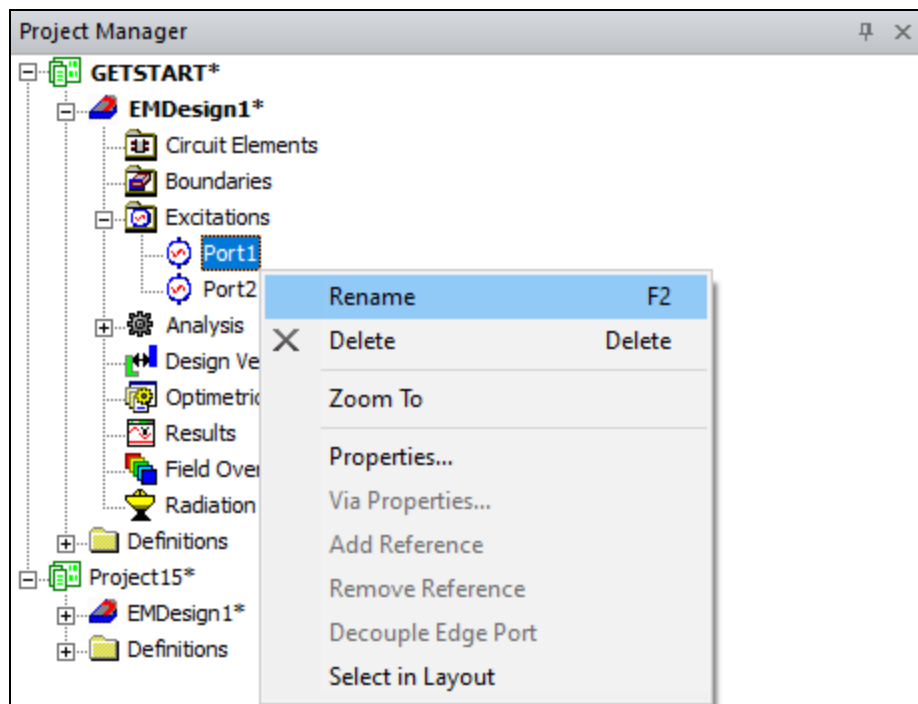 Project Manager
GETSTART*
EMDesign1*
Circuit Elements
Boundaries
Excitations
Port1
Port2
Analysis
Design Ve
Optimetric
Results
Field Over
Radiation
Definitions
Project15*
EMDesign1*
Definitions
Rename F2
Delete Delete
Zoom To
Properties...
Via Properties...
Add Reference
Remove Reference
Decouple Edge Port
Select in Layout